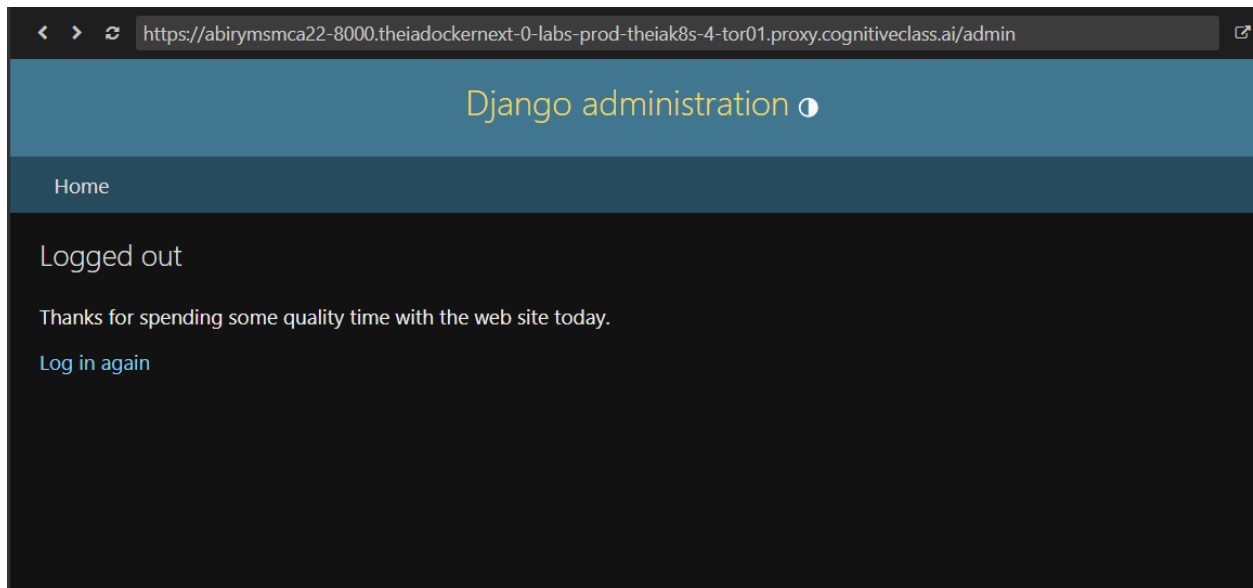 https://abirymsmca22-8000.theiadockernext-0-labs-prod-theiak8s-4-tor01.proxy.cognitiveclass.ai/admin
Django administration
Home
Logged out
Thanks for spending some quality time with the web site today.
Log in again